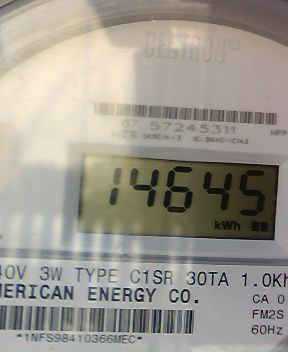 CENTRON®
07 57245311
14645
kWh
40V 3W TYPE C1SR 30TA 1.0Kh
MERICAN ENERGY CO.
CA 0
FM2S
60Hz
*1NFS98410366MEC*